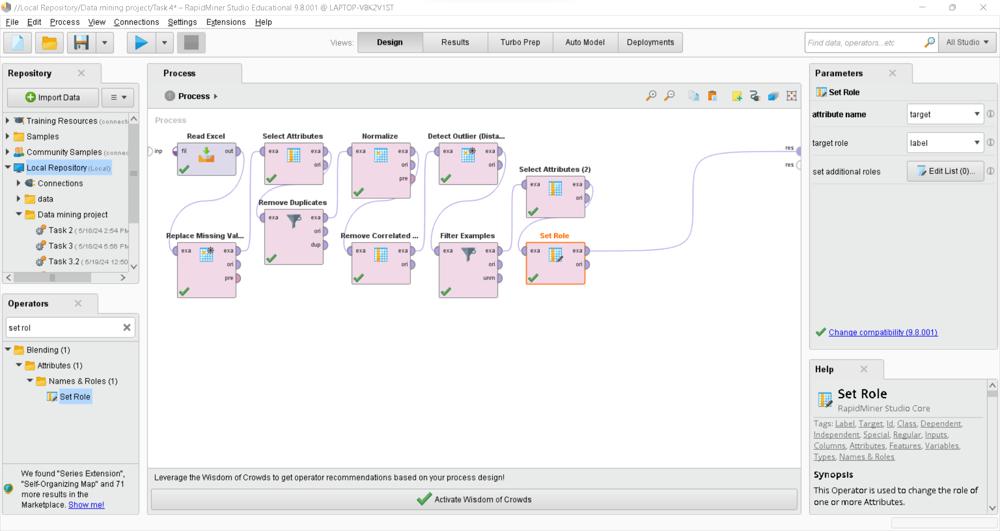 //Local Repository/Data mining project/Task 4* – RapidMiner Studio Educational 9.8.001 @ LAPTOP-V8K2V1ST
File Edit Process View Connections Settings Extensions Help
Views: Design Results Turbo Prep Auto Model Deployments
Find data, operators...etc All Studio
Repository
Import Data
Training Resources (connect
Samples
Community Samples (connec
Local Repository (Local)
Connections
data
Data mining project
Task 2 (5/18/24 2:54 PM
Task 3 (5/18/24 5:56 PM
Task 3.2 (5/19/24 12:50
Operators
set rol
Blending (1)
Attributes (1)
Names & Roles (1)
Set Role
We found "Series Extension",
"Self-Organizing Map" and 71
more results in the
Marketplace. Show me!
Process
Process
Process
inp
Read Excel
fil out
Select Attributes
exa exa
ori
Normalize
exa exa
ori
pre
Detect Outlier (Dista...
exa exa
ori
Select Attributes (2)
exa exa
ori
Remove Duplicates
exa exa
ori
dup
Replace Missing Val...
exa exa
ori
pre
Remove Correlated ...
exa exa
ori
Filter Examples
exa exa
ori
unm
Set Role
exa exa
ori
res
res
Leverage the Wisdom of Crowds to get operator recommendations based on your process design!
Activate Wisdom of Crowds
Parameters
Set Role
attribute name target
target role label
set additional roles Edit List (0)...
Change compatibility (9.8.001)
Help
Set Role
RapidMiner Studio Core
Tags: Label, Target, Id, Class, Dependent,
Independent, Special, Regular, Inputs,
Columns, Attributes, Features, Variables,
Types, Names & Roles
Synopsis
This Operator is used to change the role of
one or more Attributes.